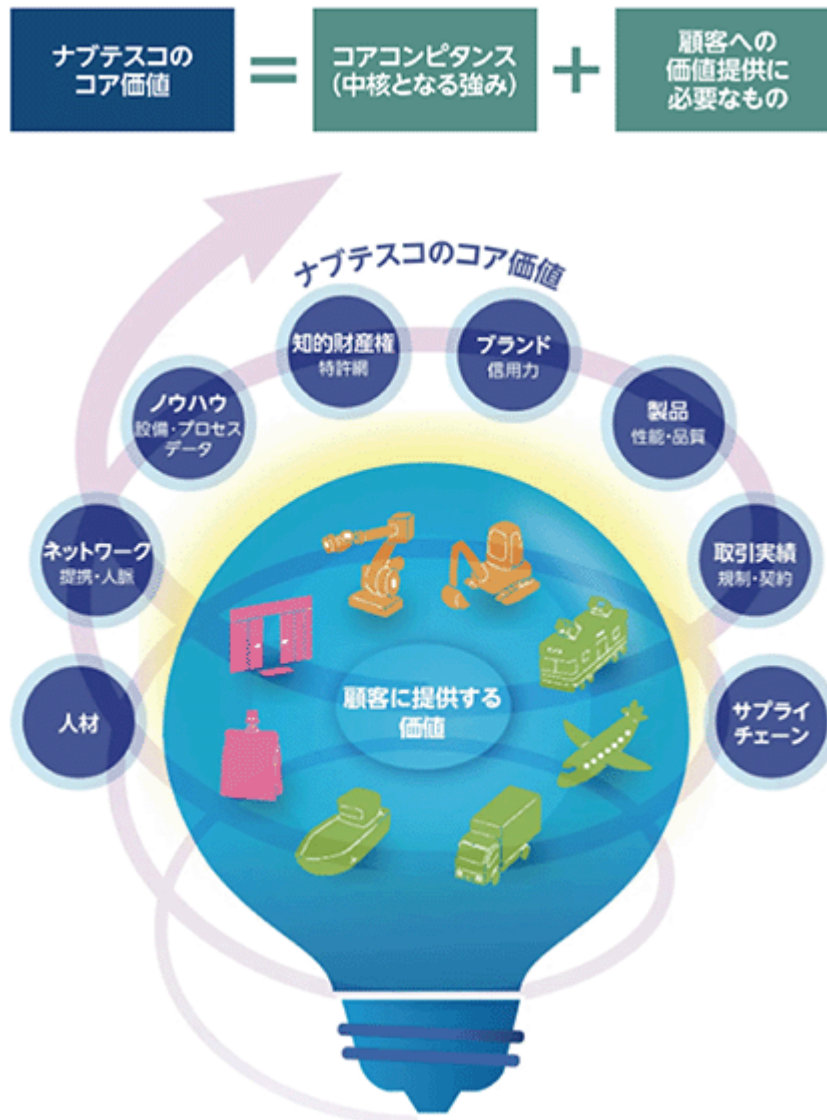 ナブテスコの
コア価値
=
コアコンピタンス
(中核となる強み)
+
顧客への
価値提供に
必要なもの
ナブテスコのコア価値
知的財産権
特許網
ブランド
信用力
ノウハウ
設備・プロセス
データ
製品
性能・品質
ネットワーク
提携・人脈
取引実績
規制・契約
人材
顧客に提供する
価値
サプライ
チェーン